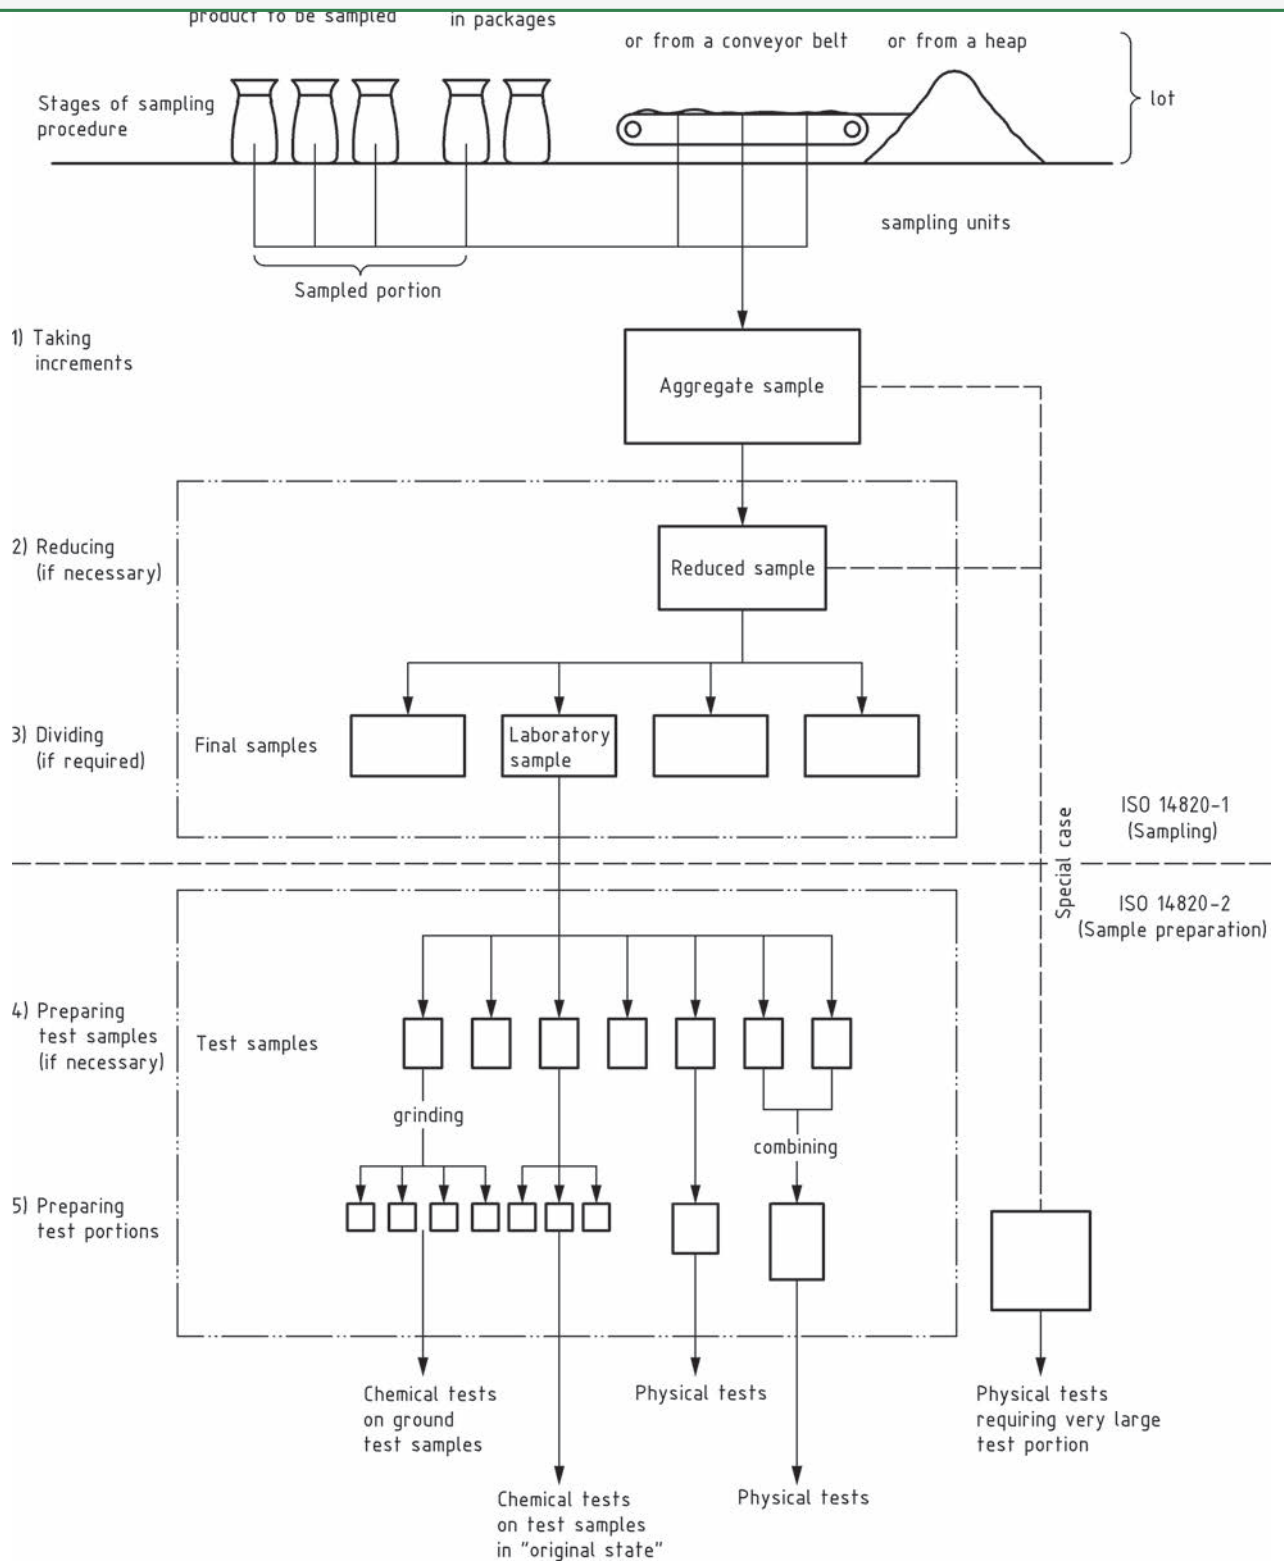 product to be sampled
in packages
or from a conveyor belt
or from a heap
Stages of sampling
procedure
lot
sampling units
Sampled portion
1) Taking
increments
Aggregate sample
2) Reducing
(if necessary)
Reduced sample
3) Dividing
(if required)
Final samples
Laboratory
sample
Special case
ISO 14820-1
(Sampling)
ISO 14820-2
(Sample preparation)
4) Preparing
test samples
(if necessary)
Test samples
grinding
combining
5) Preparing
test portions
Chemical tests
on ground
test samples
Physical tests
Physical tests
requiring very large
test portion
Chemical tests
on test samples
in "original state"
Physical tests